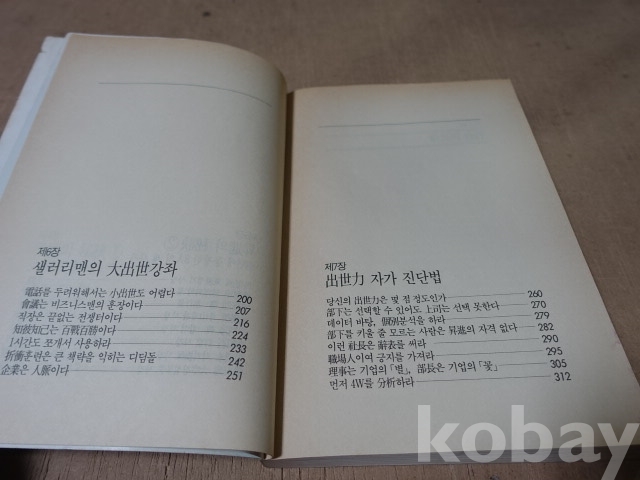 제6장
샐러리맨의 大出世강좌
電話를 두려워해서는 小出世도 어렵다 200
會議는 비즈니스맨의 훈장이다 207
직장은 끝없는 전쟁터이다 216
知彼知己는 百戰百勝이다 224
1시간도 쪼개서 사용하라 233
折衝훈련은 큰 책략을 익히는 디딤돌 242
企業은 人脈이다 251
제7장
出世力 자가 진단법
당신의 出世力은 몇 점 정도인가 260
部下는 선택할 수 있어도 上司는 선택 못한다 270
데이터 바탕, 個別분석을 하라 279
部下를 키울 줄 모르는 사람은 昇進의 자격 없다 282
이런 社長은 辭表를 써라 290
職場人이여 긍지를 가져라 295
理事는 기업의 「별」, 部長은 기업의 「꽃」 305
먼저 4W를 分析하라 312
kobay